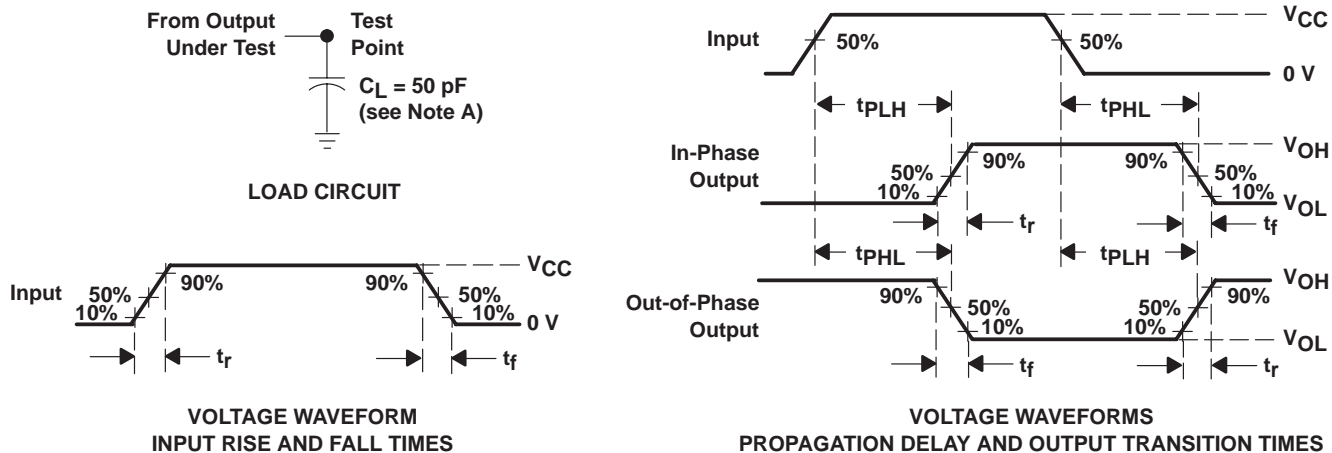 From Output
Under Test
Test
Point
CL = 50 pF
(see Note A)
LOAD CIRCUIT
Input
VCC
0 V
90%
90%
50%
50%
10%
10%
tr
tf
VOLTAGE WAVEFORM
INPUT RISE AND FALL TIMES
Input
VCC
50%
50%
0 V
tPLH
tPHL
In-Phase
Output
VOH
90%
90%
50%
50%
10%
10%
VOL
tr
tf
tPHL
tPLH
Out-of-Phase
Output
VOH
90%
90%
50%
50%
10%
10%
VOL
tf
tr
VOLTAGE WAVEFORMS
PROPAGATION DELAY AND OUTPUT TRANSITION TIMES